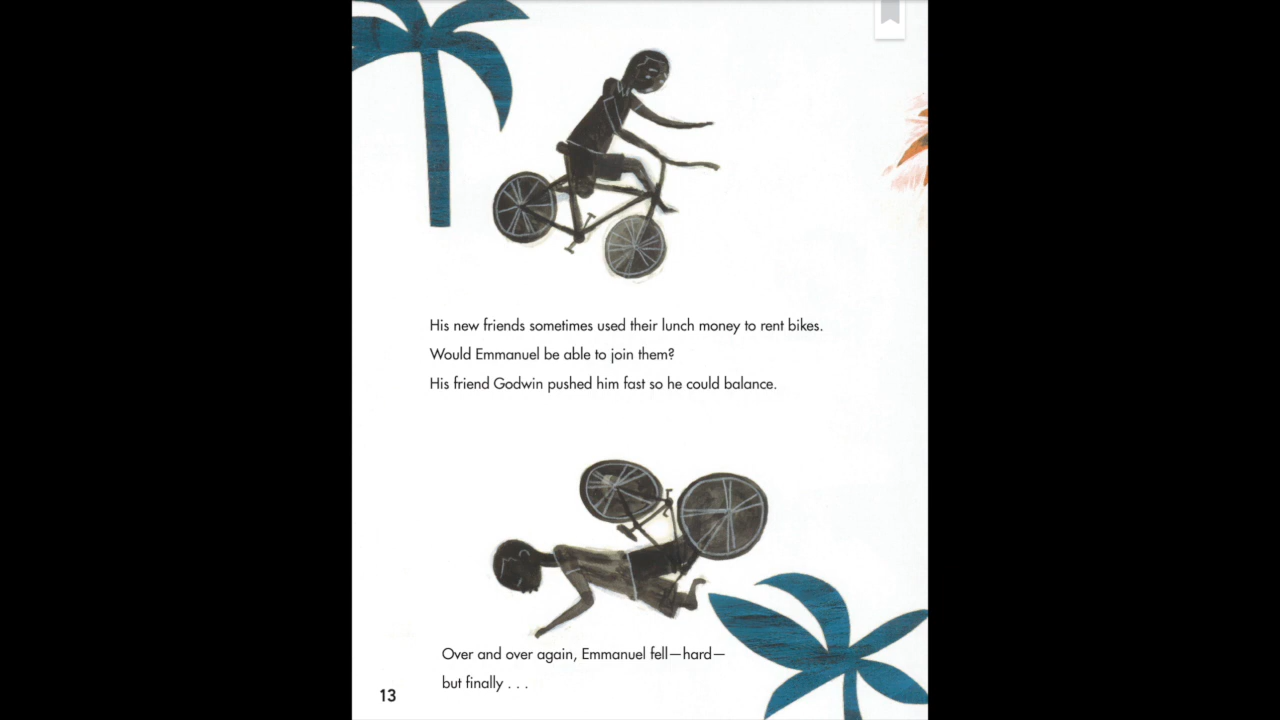 His new friends sometimes used their lunch money to rent bikes.
Would Emmanuel be able to join them?
His friend Godwin pushed him fast so he could balance.
Over and over again, Emmanuel fell—hard—
but finally . . .
13